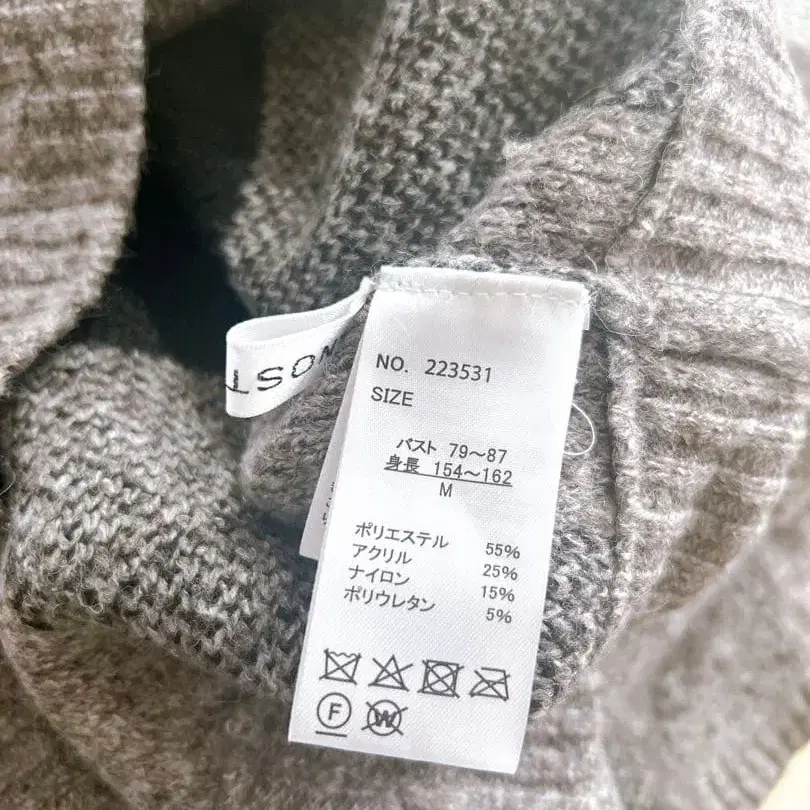 NO. 223531
SIZE
バスト 79～87
身長 154～162
M
ポリエステル 55%
アクリル 25%
ナイロン 15%
ポリウレタン 5%
F
W